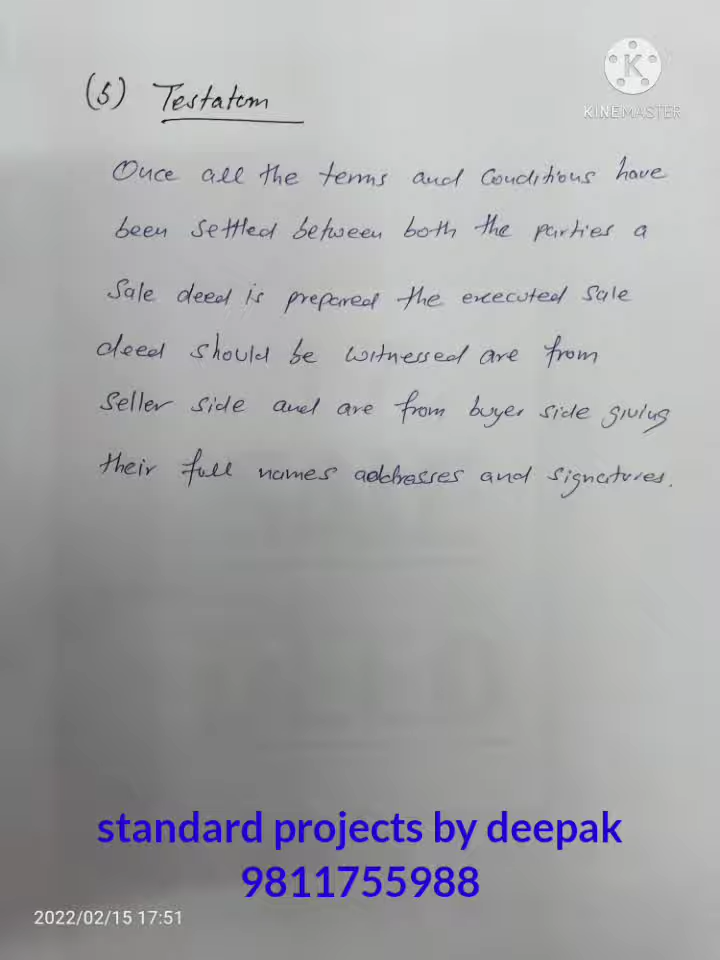 (5) Testatom
K
KINEMASTER
Once all the terms and Conditions have
been settled between both the parties a
Sale deed is prepared the executed sale
deed should be witnessed are from
Seller side and are from buyer side giving
their full names addresses and signatures.
standard projects by deepak
9811755988
2022/02/15 17:51